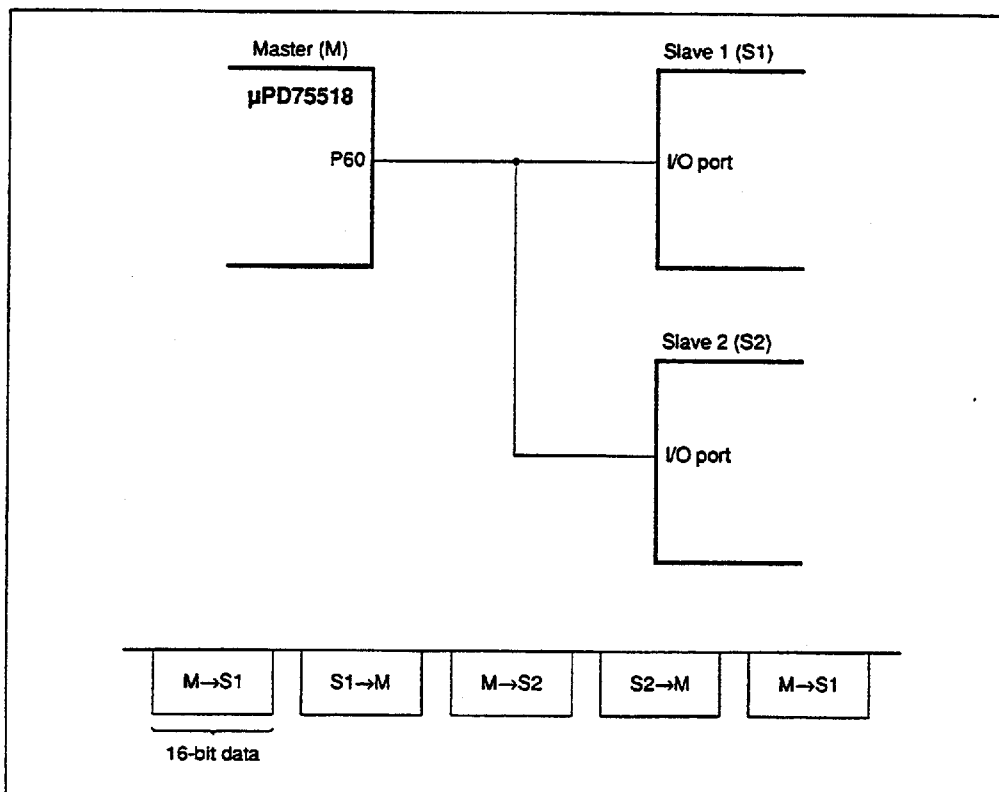 Master (M)
µPD75518
P60
Slave 1 (S1)
I/O port
Slave 2 (S2)
I/O port
M→S1
S1→M
M→S2
S2→M
M→S1
16-bit data